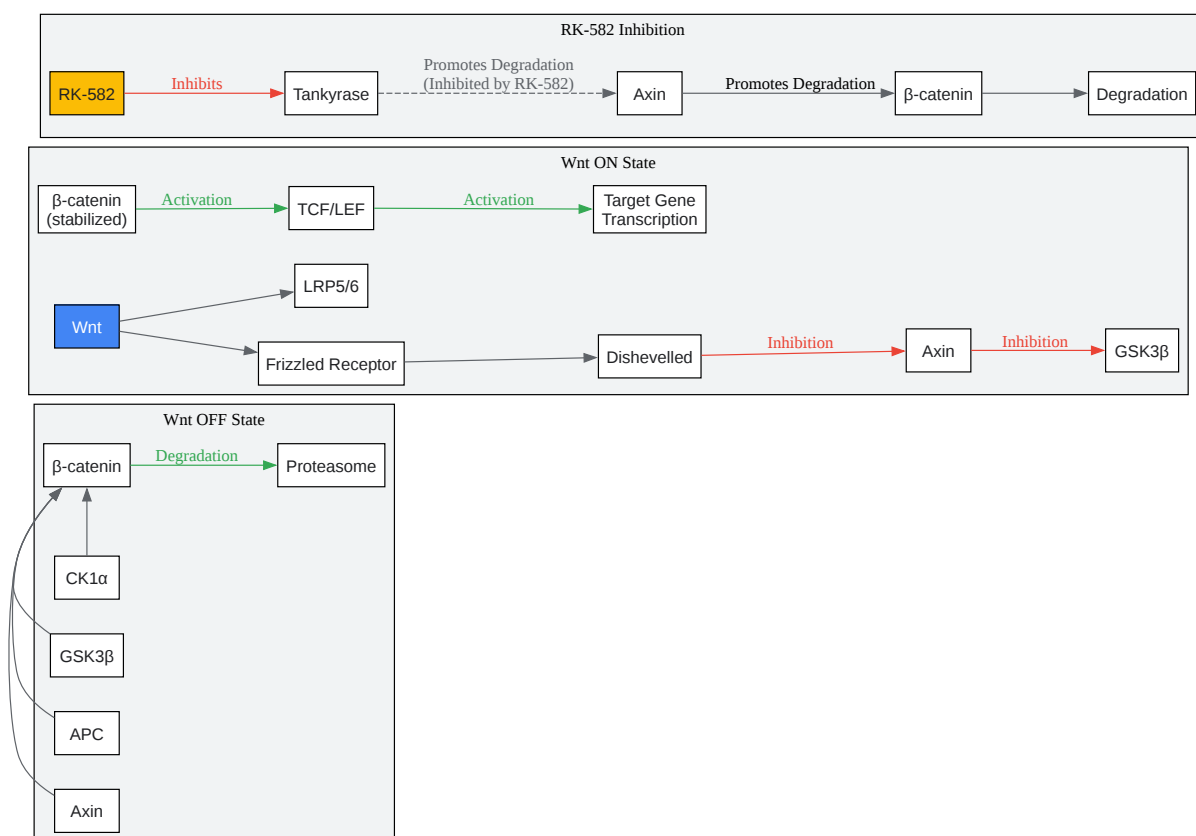 RK-582 Inhibition
RK-582
Inhibits
Tankyrase
Promotes Degradation
(Inhibited by RK-582)
Axin
Promotes Degradation
β-catenin
Degradation
Wnt ON State
β-catenin
(stabilized)
Activation
TCF/LEF
Activation
Target Gene
Transcription
LRP5/6
Wnt
Frizzled Receptor
Dishevelled
Inhibition
Axin
Inhibition
GSK3β
Wnt OFF State
β-catenin
Degradation
Proteasome
CK1α
GSK3β
APC
Axin